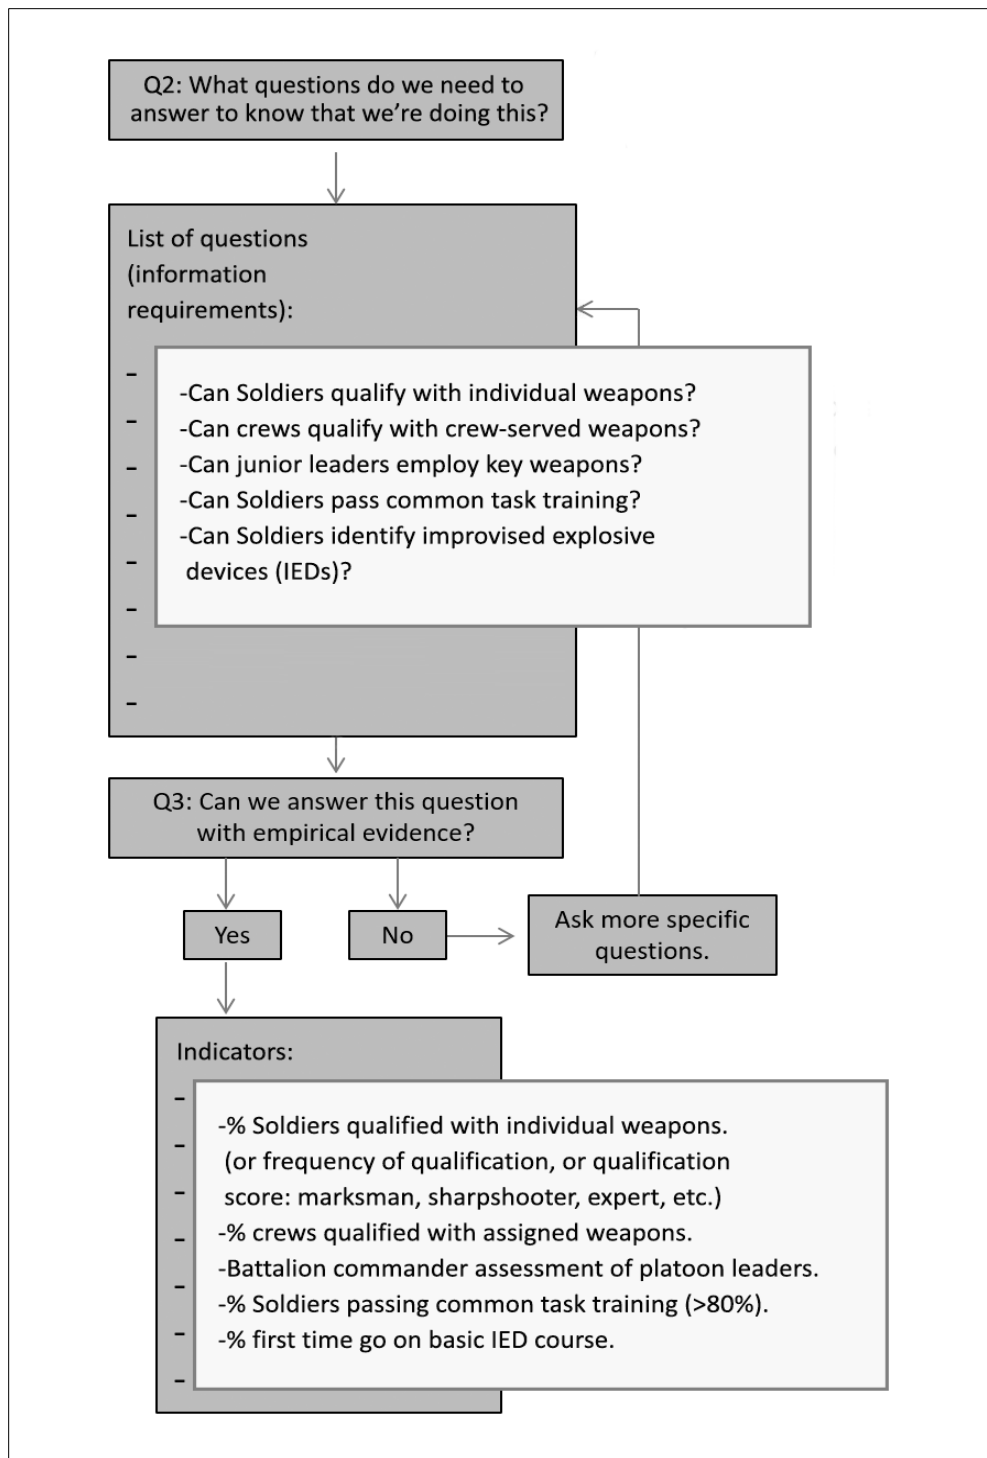 Q2: What questions do we need to
answer to know that we’re doing this?
List of questions
(information
requirements):
-
-
-
-
-
-
-
-
-Can Soldiers qualify with individual weapons?
-Can crews qualify with crew-served weapons?
-Can junior leaders employ key weapons?
-Can Soldiers pass common task training?
-Can Soldiers identify improvised explosive
devices (IEDs)?
Q3: Can we answer this question
with empirical evidence?
Yes
No
Ask more specific
questions.
Indicators:
-
-
-
-
-
-
-
-% Soldiers qualified with individual weapons.
(or frequency of qualification, or qualification
score: marksman, sharpshooter, expert, etc.)
-% crews qualified with assigned weapons.
-Battalion commander assessment of platoon leaders.
-% Soldiers passing common task training (>80%).
-% first time go on basic IED course.